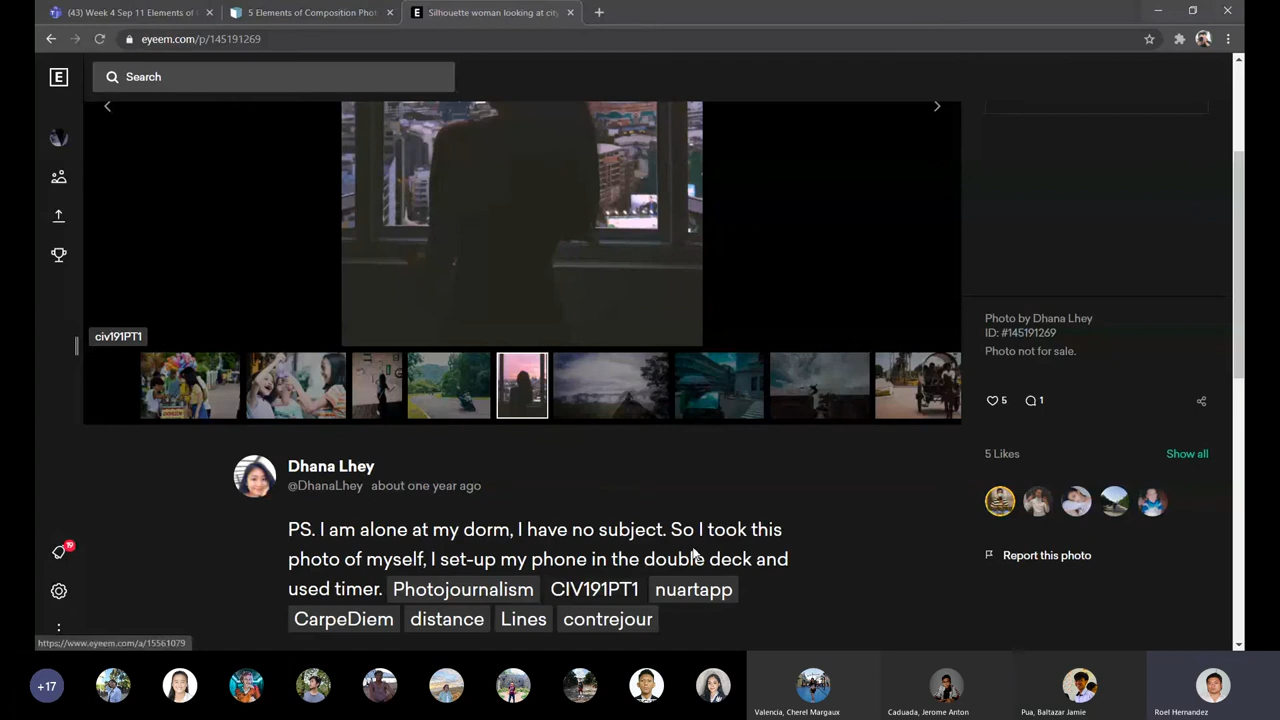 (43) Week 4 Sep 11 Elements of
5 Elements of Composition Phot
Silhouette woman looking at city
eyeem.com/p/145191269
E
Search
civ191PT1
Photo by Dhana Lhey
ID: #145191269
Photo not for sale.
5
1
5 Likes
Show all
Report this photo
Dhana Lhey
@DhanaLhey about one year ago
PS. I am alone at my dorm, I have no subject. So I took this
photo of myself, I set-up my phone in the double deck and
used timer. Photojournalism CIV191PT1 nuartapp
CarpeDiem distance Lines contrejour
19
https://www.eyeem.com/a/15561079
+17
Valencia, Cherel Margaux
Caduada, Jerome Anton
Pua, Baltazar Jamie
Roel Hernandez